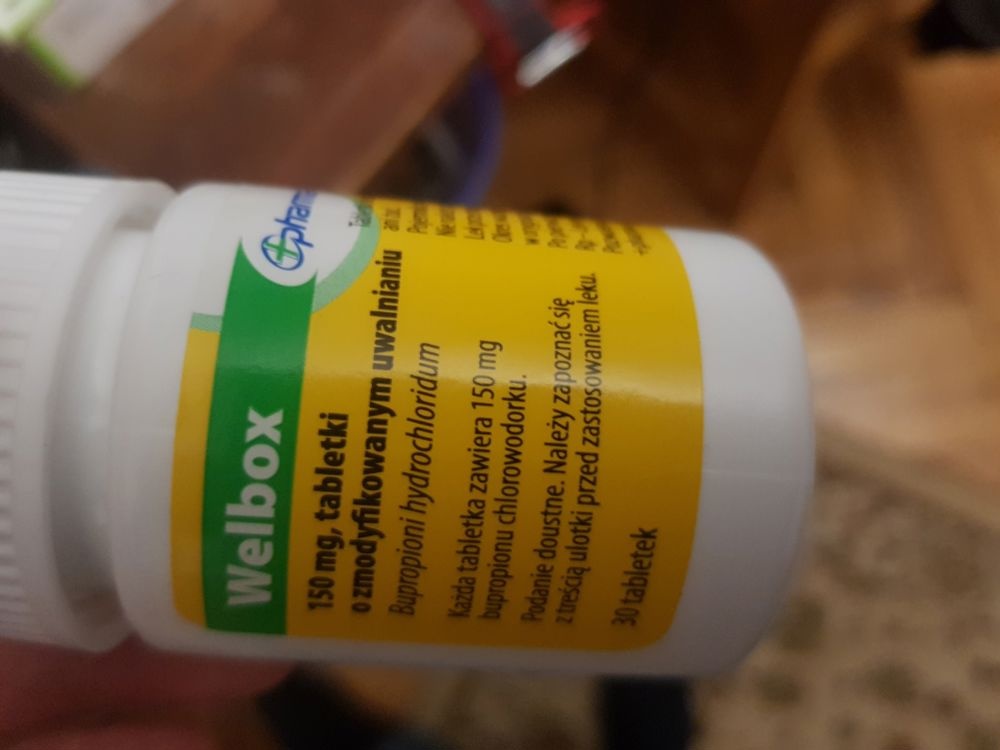 Welbox
150 mg, tabletki
o zmodyfikowanym uwalnianiu
Bupropioni hydrochloridum
Każda tabletka zawiera 150 mg
bupropionu chlorowodorku.
Podanie doustne. Należy zapoznać się
z treścią ulotki przed zastosowaniem leku.
30 tabletek